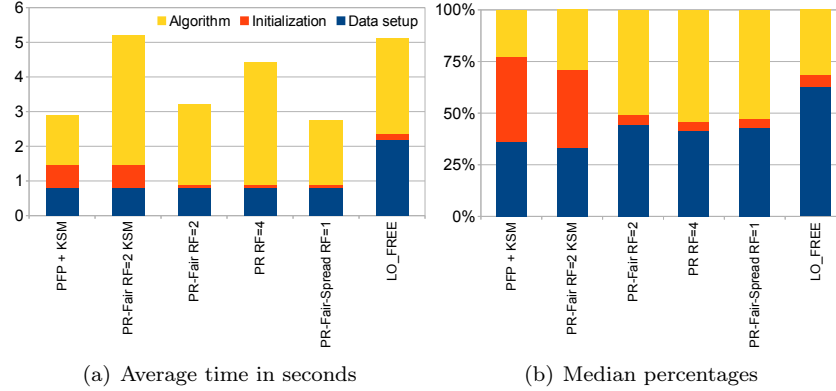 Algorithm Initialization Data setup
6
5
4
3
2
1
0
PFP + KSM
PR-Fair RF=2 KSM
PR-Fair RF=2
PR RF=4
PR-Fair-Spread RF=1
LO_FREE
(a) Average time in seconds
100%
75%
50%
25%
0%
PFP + KSM
PR-Fair RF=2 KSM
PR-Fair RF=2
PR RF=4
PR-Fair-Spread RF=1
LO_FREE
(b) Median percentages